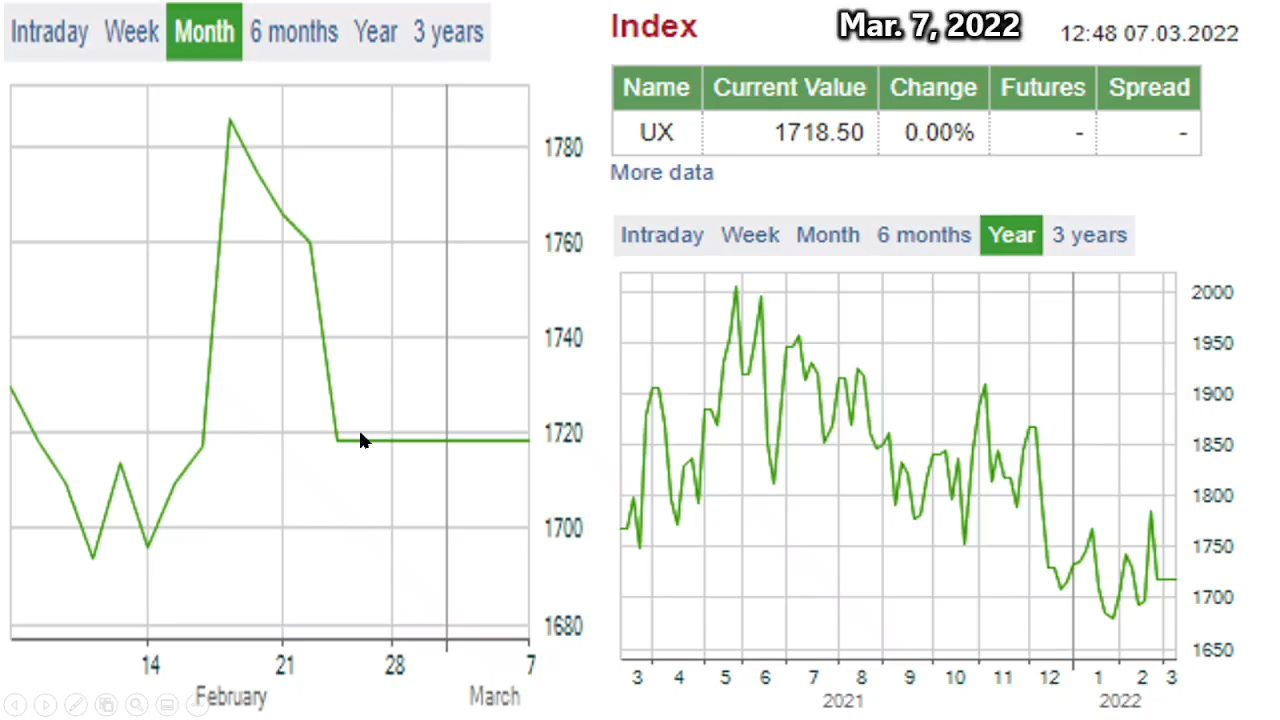 Intraday Week Month 6 months Year 3 years
1780
1760
1740
1720
1700
1680
14 21 28 7
February March
Index Mar. 7, 2022 12:48 07.03.2022
Name Current Value Change Futures Spread
UX 1718.50 0.00% - -
More data
Intraday Week Month 6 months Year 3 years
2000
1950
1900
1850
1800
1750
1700
1650
3 4 5 6 7 8 9 10 11 12 1 2 3
2021 2022